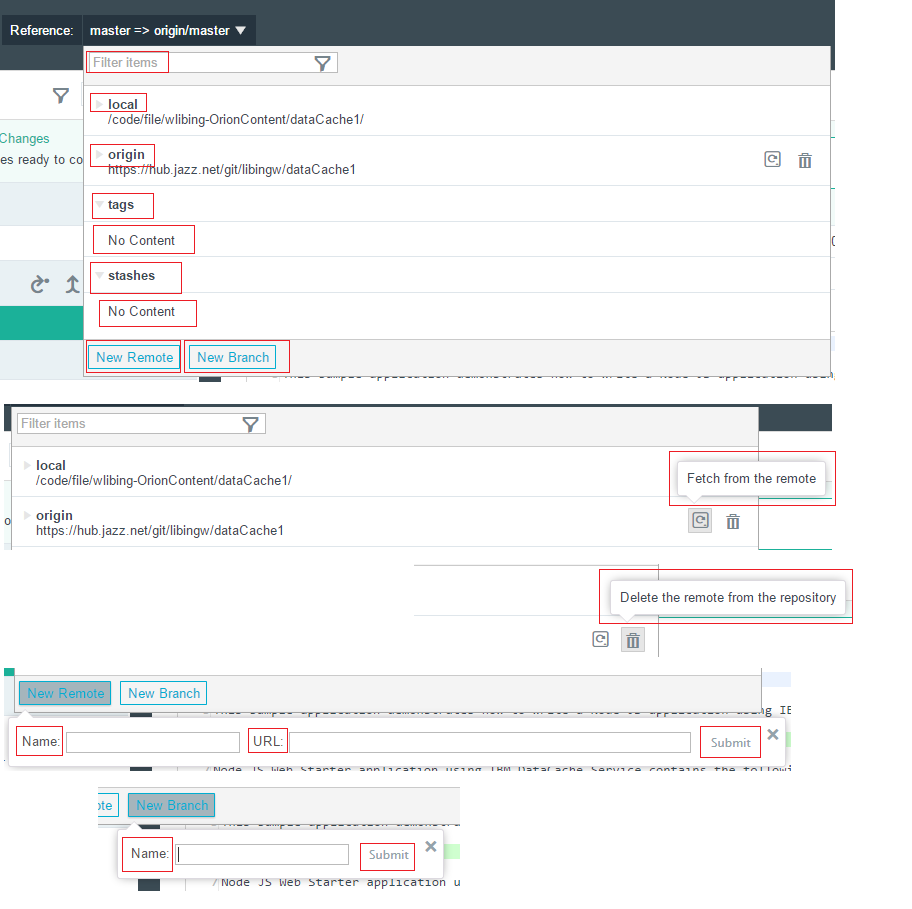 Reference: master => origin/master
Filter items
local
/code/file/wlibing-OrionContent/dataCache1/
Changes
es ready to co
origin
https://hub.jazz.net/git/libingw/dataCache1
tags
No Content
stashes
No Content
New Remote New Branch
Filter items
local
/code/file/wlibing-OrionContent/dataCache1/
Fetch from the remote
origin
https://hub.jazz.net/git/libingw/dataCache1
Delete the remote from the repository
New Remote New Branch
Name: URL: Submit
Node JS Web Starter application using IBM DataCache Service contains the followi
ote New Branch
Name: Submit
/Node JS Web Starter application u